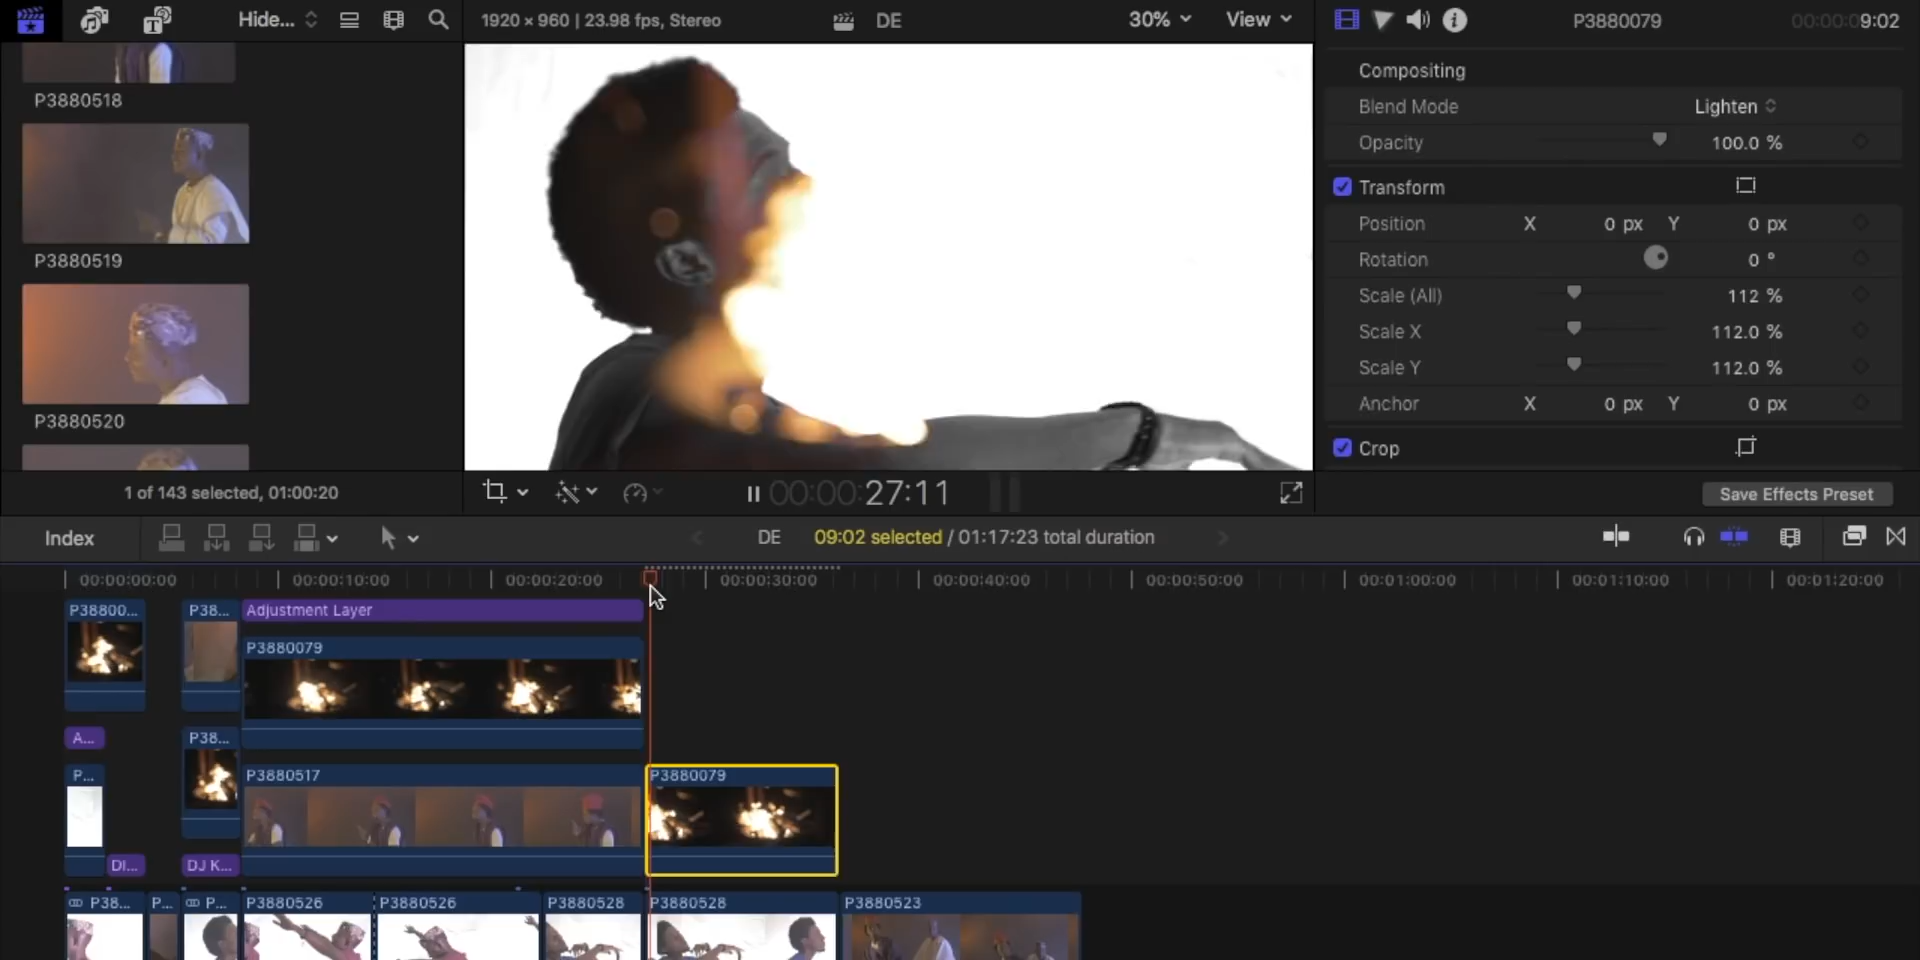 Hide...
1920 × 960 | 23.98 fps, Stereo
DE
30%
View
P3880079
00:00:09:02
P3880518
P3880519
P3880520
1 of 143 selected, 01:00:20
00:00:27:11
Compositing
Blend Mode Lighten
Opacity 100.0 %
Transform
Position X 0 px Y 0 px
Rotation 0 °
Scale (All) 112 %
Scale X 112.0 %
Scale Y 112.0 %
Anchor X 0 px Y 0 px
Crop
Save Effects Preset
Index
DE 09:02 selected / 01:17:23 total duration
00:00:00:00 00:00:10:00 00:00:20:00 00:00:30:00 00:00:40:00 00:00:50:00 00:01:00:00 00:01:10:00 00:01:20:00
P38800... P38... Adjustment Layer
P3880079
A... P38...
P... P3880517 P3880079
DI... DJ K...
P38... P... P... P3880526 P3880526 P3880528 P3880528 P3880523